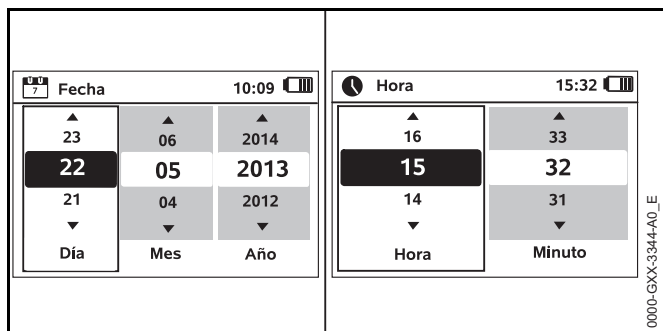 7 Fecha 10:09
23 06 2014
22 05 2013
21 04 2012
Día Mes Año
Hora 15:32
16 33
15 32
14 31
Hora Minuto
0000-GXX-3344-A0_E